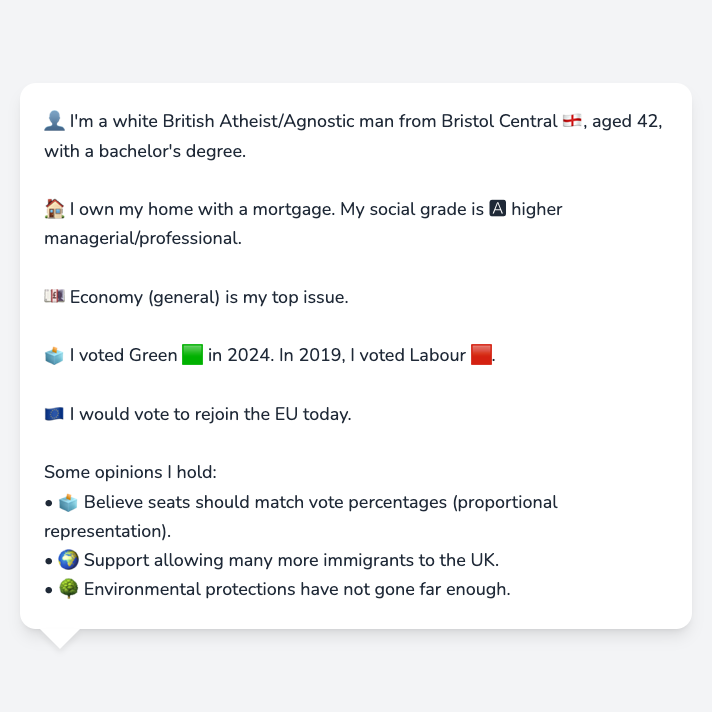 👤 I'm a white British Atheist/Agnostic man from Bristol Central 🏴󠁧󠁢󠁥󠁮󠁧󠁿, aged 42,
with a bachelor's degree.
🏠 I own my home with a mortgage. My social grade is 🅰 higher
managerial/professional.
💷 Economy (general) is my top issue.
🗳️ I voted Green 🟩 in 2024. In 2019, I voted Labour 🟥.
🇪🇺 I would vote to rejoin the EU today.
Some opinions I hold:
• 🗳️ Believe seats should match vote percentages (proportional
representation).
• 🌍 Support allowing many more immigrants to the UK.
• 🌳 Environmental protections have not gone far enough.